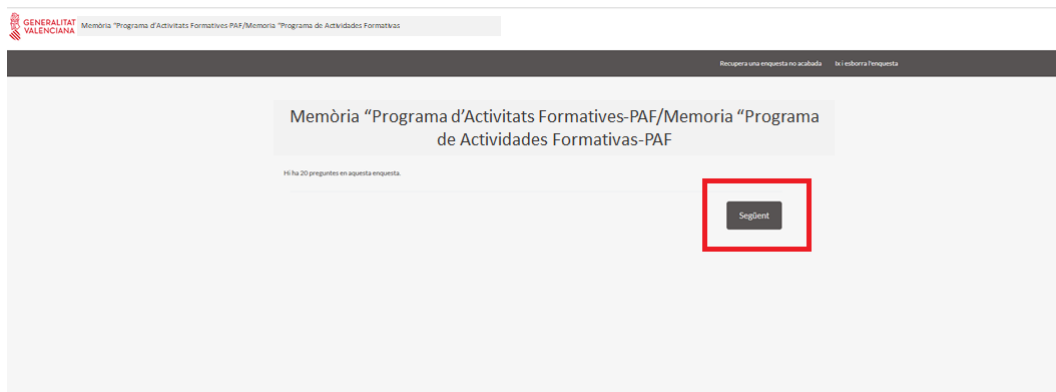 GENERALITAT
VALENCIANA
Memòria "Programa d'Activitats Formatives-PAF/Memoria "Programa de Actividades Formativas
Recupera una enquesta no acabada Ix i esborra l'enquesta
Memòria “Programa d’Activitats Formatives-PAF/Memoria “Programa
de Actividades Formativas-PAF
Hi ha 20 preguntes en aquesta enquesta.
Següent